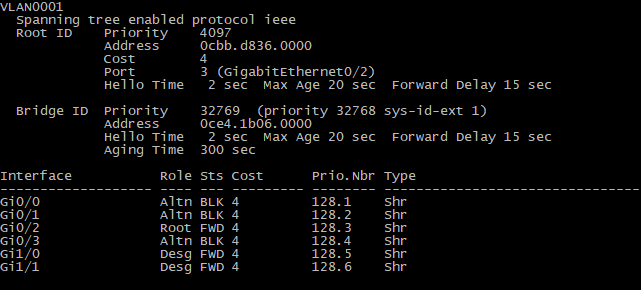 VLAN0001
  Spanning tree enabled protocol ieee
  Root ID    Priority    4097
             Address     0cbb.d836.0000
             Cost        4
             Port        3 (GigabitEthernet0/2)
             Hello Time   2 sec  Max Age 20 sec  Forward Delay 15 sec

  Bridge ID  Priority    32769  (priority 32768 sys-id-ext 1)
             Address     0ce4.1b06.0000
             Hello Time   2 sec  Max Age 20 sec  Forward Delay 15 sec
             Aging Time  300 sec

Interface           Role Sts Cost      Prio.Nbr Type
------------------- ---- --- --------- -------- --------------------------------
Gi0/0               Altn BLK 4         128.1    Shr
Gi0/1               Altn BLK 4         128.2    Shr
Gi0/2               Root FWD 4         128.3    Shr
Gi0/3               Altn BLK 4         128.4    Shr
Gi1/0               Desg FWD 4         128.5    Shr
Gi1/1               Desg FWD 4         128.6    Shr